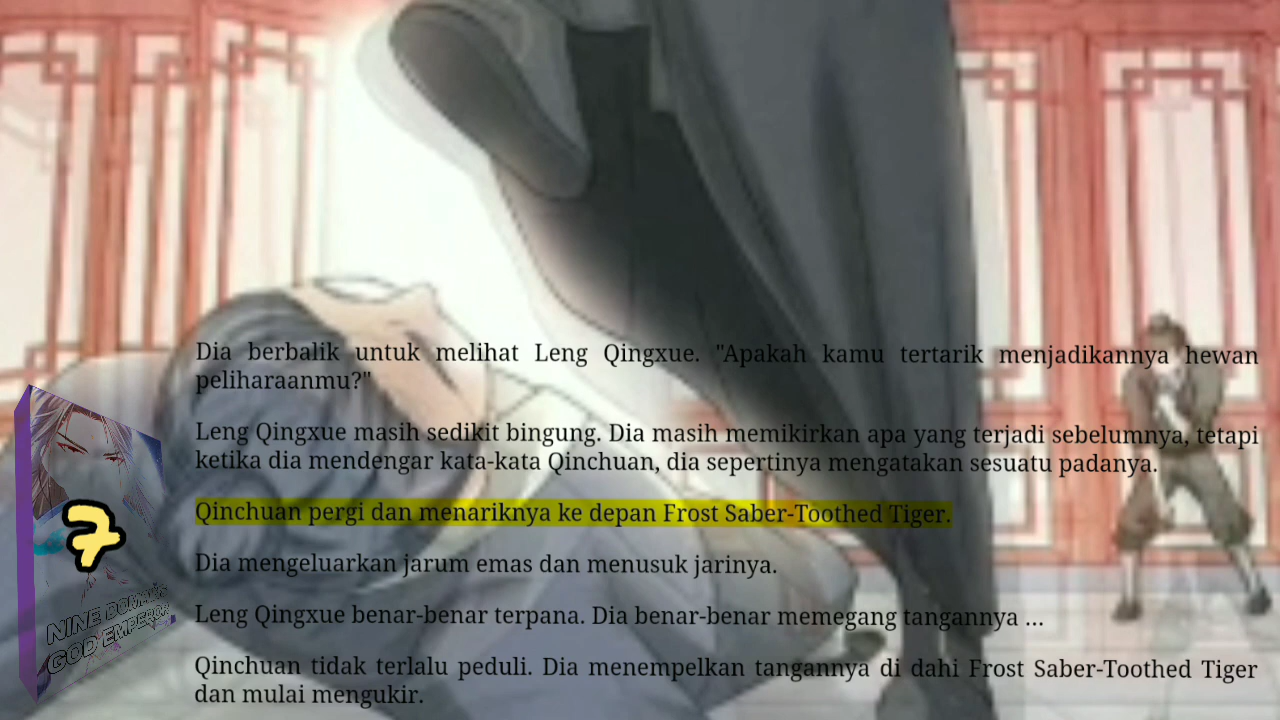 Dia berbalik untuk melihat Leng Qingxue. "Apakah kamu tertarik menjadikannya hewan
peliharaanmu?"
Leng Qingxue masih sedikit bingung. Dia masih memikirkan apa yang terjadi sebelumnya, tetapi
ketika dia mendengar kata-kata Qinchuan, dia sepertinya mengatakan sesuatu padanya.
Qinchuan pergi dan menariknya ke depan Frost Saber-Toothed Tiger.
Dia mengeluarkan jarum emas dan menusuk jarinya.
Leng Qingxue benar-benar terpana. Dia benar-benar memegang tangannya ...
Qinchuan tidak terlalu peduli. Dia menempelkan tangannya di dahi Frost Saber-Toothed Tiger
dan mulai mengukir.
7
NINE DOMAINS
GOD EMPEROR